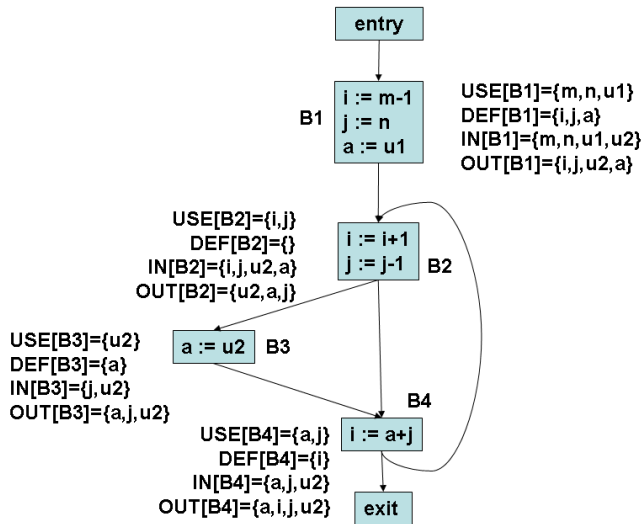 entry
i := m-1
j := n
a := u1
B1
USE[B1]={m,n,u1}
DEF[B1]={i,j,a}
IN[B1]={m,n,u1,u2}
OUT[B1]={i,j,u2,a}
USE[B2]={i,j}
DEF[B2]={}
IN[B2]={i,j,u2,a}
OUT[B2]={u2,a,j}
i := i+1
j := j-1
B2
USE[B3]={u2}
DEF[B3]={a}
IN[B3]={j,u2}
OUT[B3]={a,j,u2}
a := u2
B3
B4
i := a+j
USE[B4]={a,j}
DEF[B4]={i}
IN[B4]={a,j,u2}
OUT[B4]={a,i,j,u2}
exit